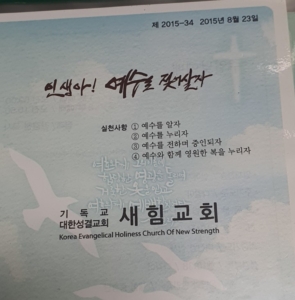 제 2015-34 2015년 8월 23일
인생아! 예수로 꽃피자
실천사항 ① 예수를 알자
② 예수를 누리자
③ 예수를 전하며 증인되자
④ 예수와 함께 영원한 복을 누리자
기 독 교
대한성결교회 새힘교회
Korea Evangelical Holiness Church Of New Strength